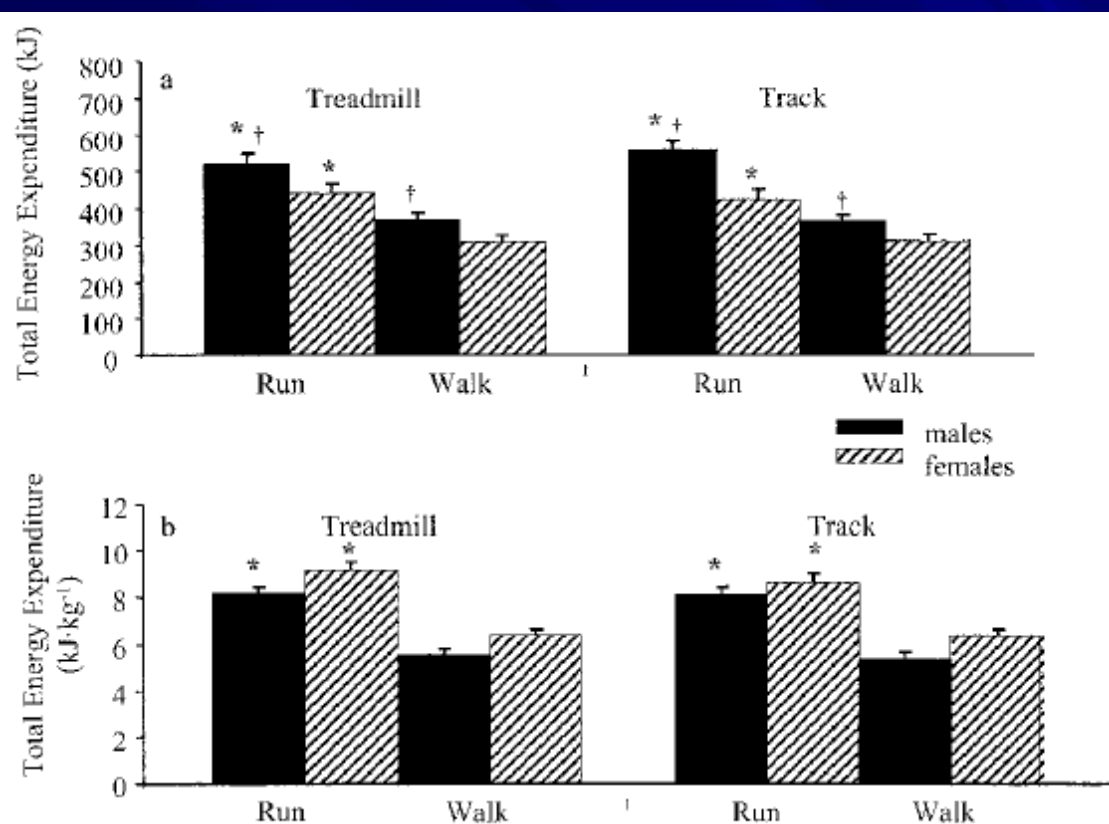 Total Energy Expenditure (kJ)
800
700
600
500
400
300
200
100
0
a
Treadmill
Track
* †
*
†
* †
*
†
Run
Walk
Run
Walk
males
females
Total Energy Expenditure
(kJ·kg-1)
12
10
8
6
4
2
0
b
Treadmill
Track
*
*
*
*
Run
Walk
Run
Walk